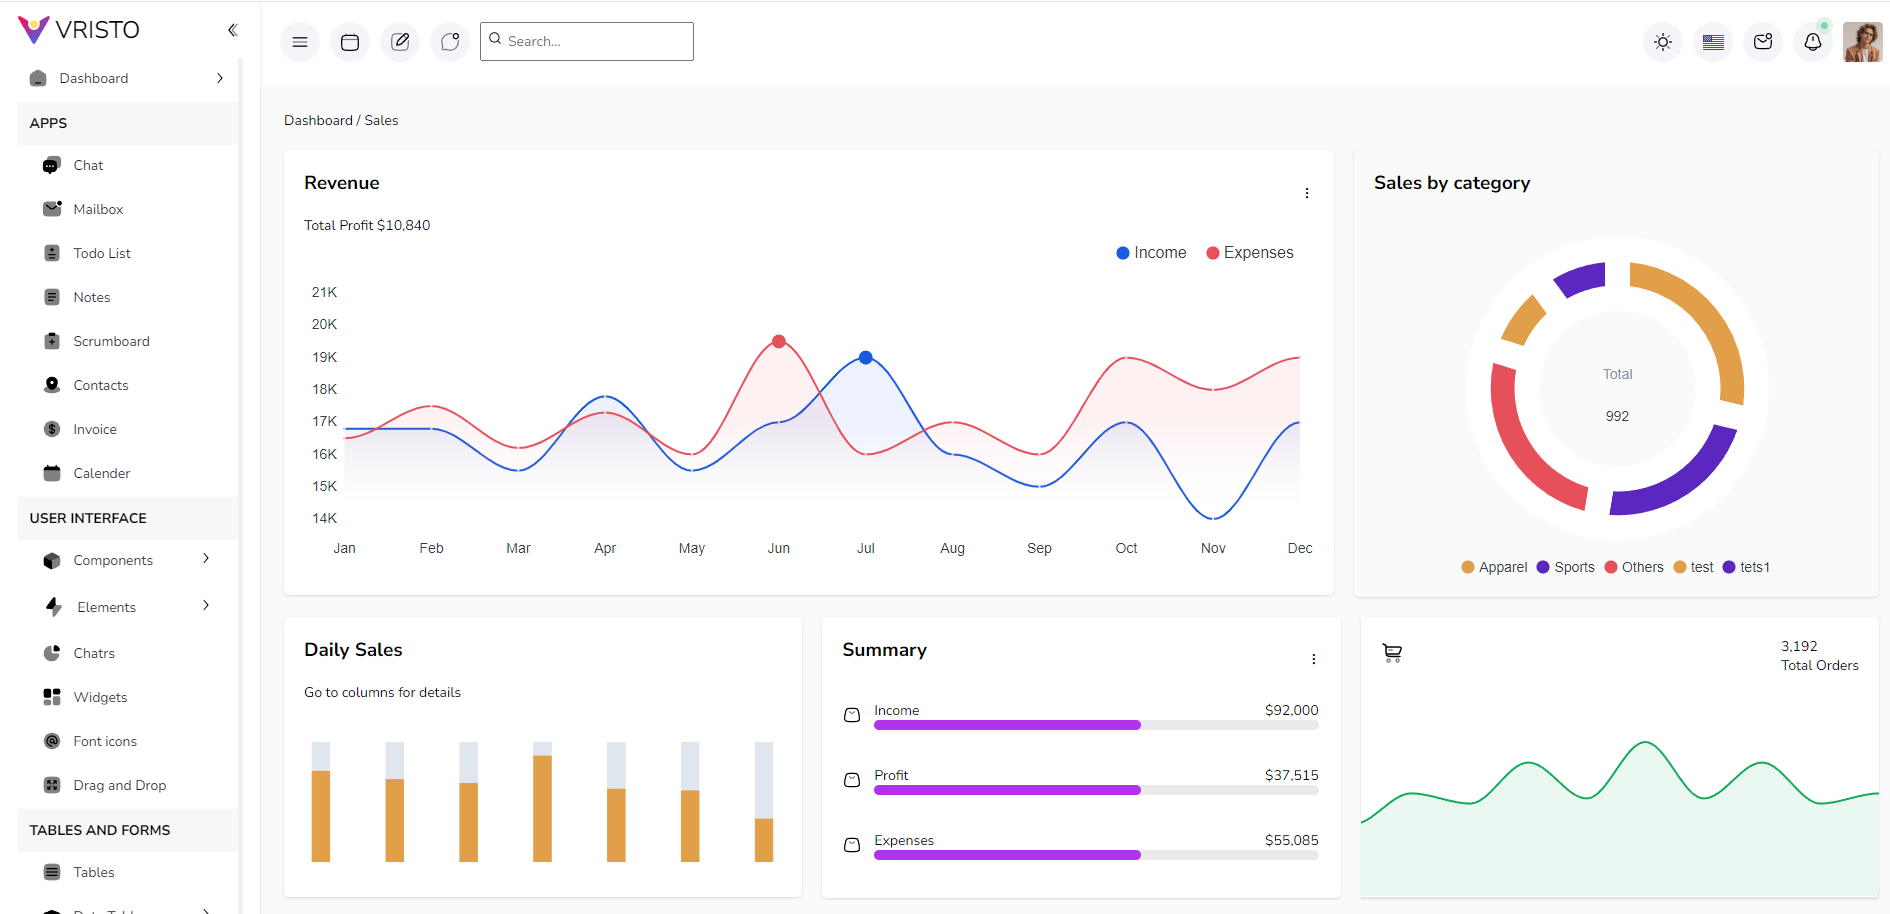 VRISTO
Dashboard
APPS
Chat
Mailbox
Todo List
Notes
Scrumboard
Contacts
Invoice
Calender
USER INTERFACE
Components
Elements
Chatrs
Widgets
Font icons
Drag and Drop
TABLES AND FORMS
Tables
Search...
Dashboard / Sales
Revenue
Total Profit $10,840
Income Expenses
21K
20K
19K
18K
17K
16K
15K
14K
Jan Feb Mar Apr May Jun Jul Aug Sep Oct Nov Dec
Sales by category
Total
992
Apparel Sports Others test tets1
Daily Sales
Go to columns for details
Summary
Income $92,000
Profit $37,515
Expenses $55,085
3,192
Total Orders